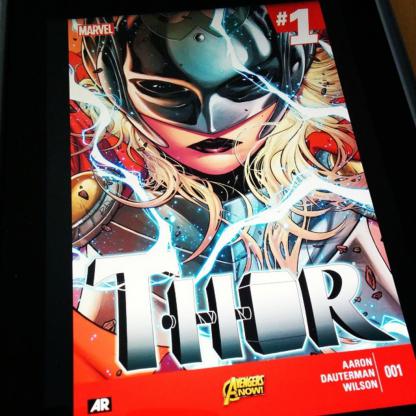 MARVEL
#1
THOR
AARON
DAUTERMAN
WILSON
001
AVENGERS
NOW!
AR